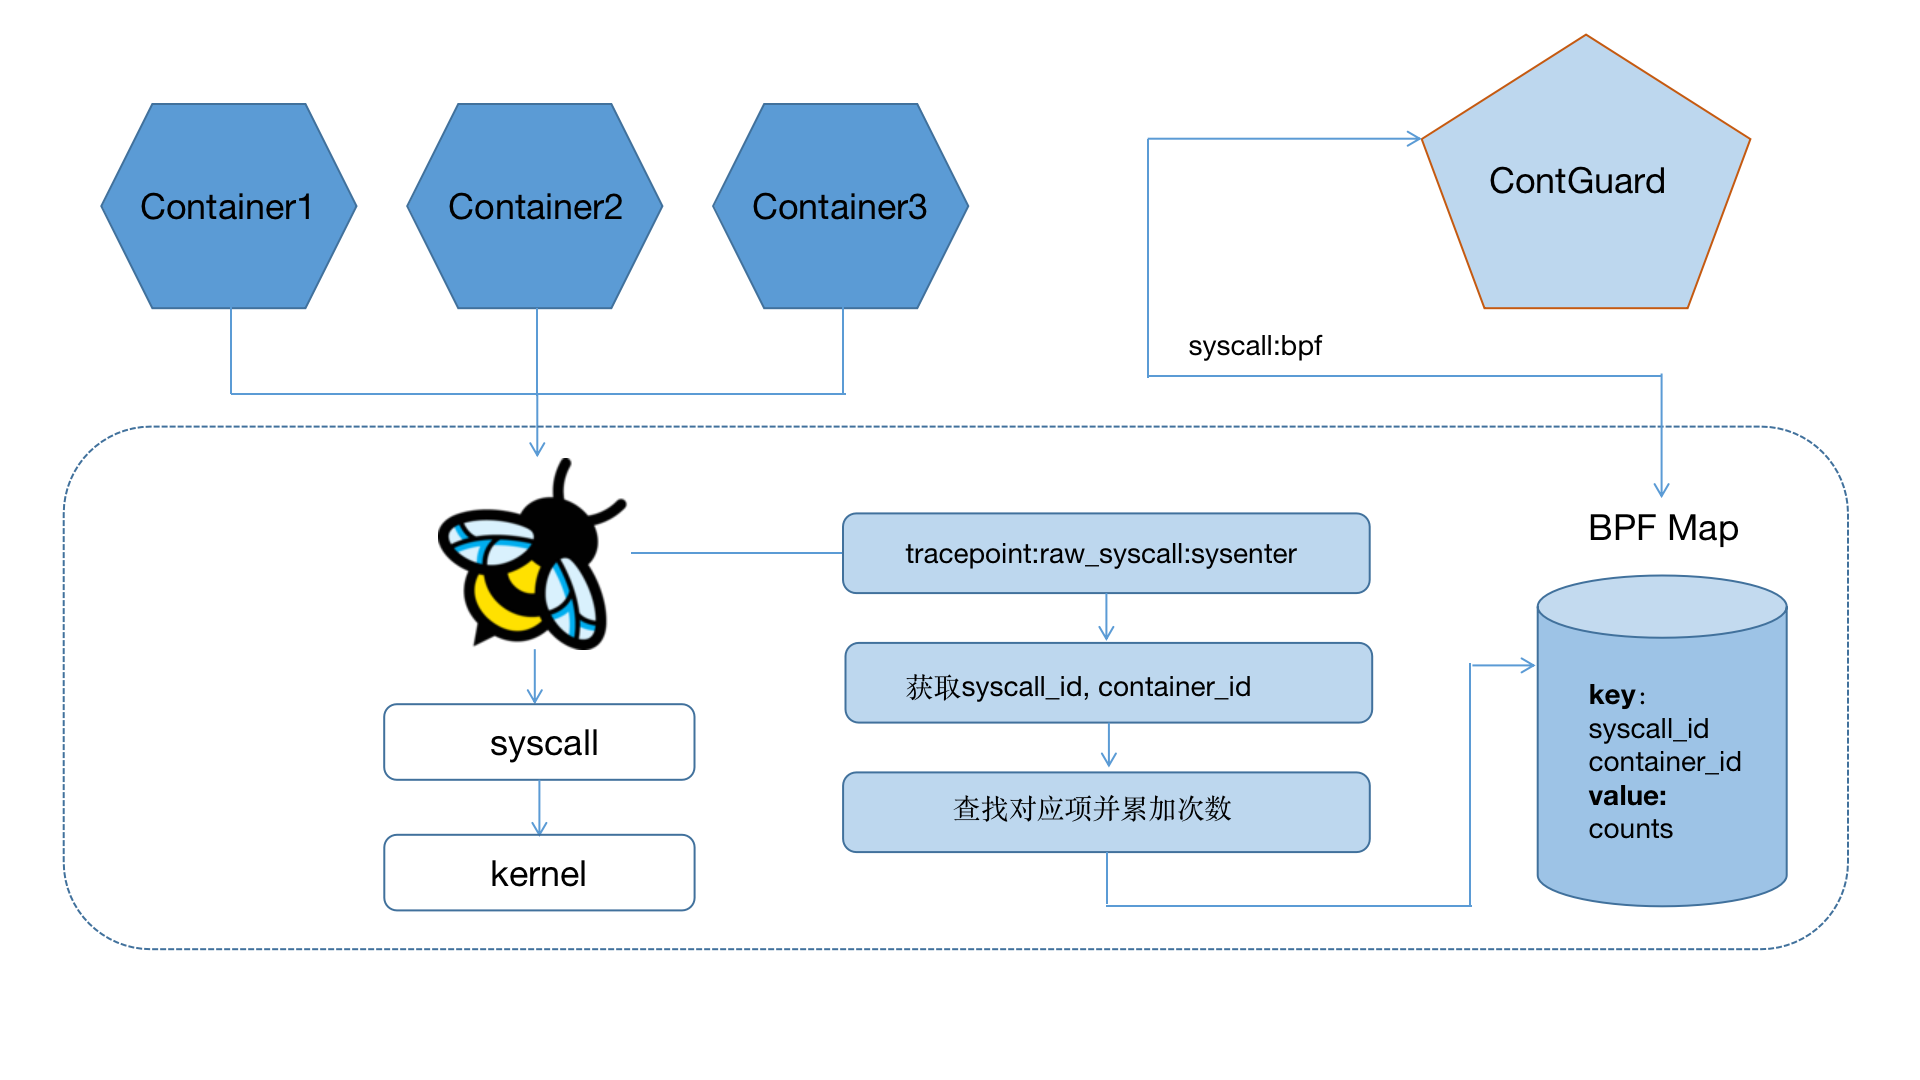 Container1
Container2
Container3
ContGuard
syscall:bpf
tracepoint:raw_syscall:sysenter
获取syscall_id, container_id
查找对应项并累加次数
syscall
kernel
BPF Map
key：
syscall_id
container_id
value:
counts